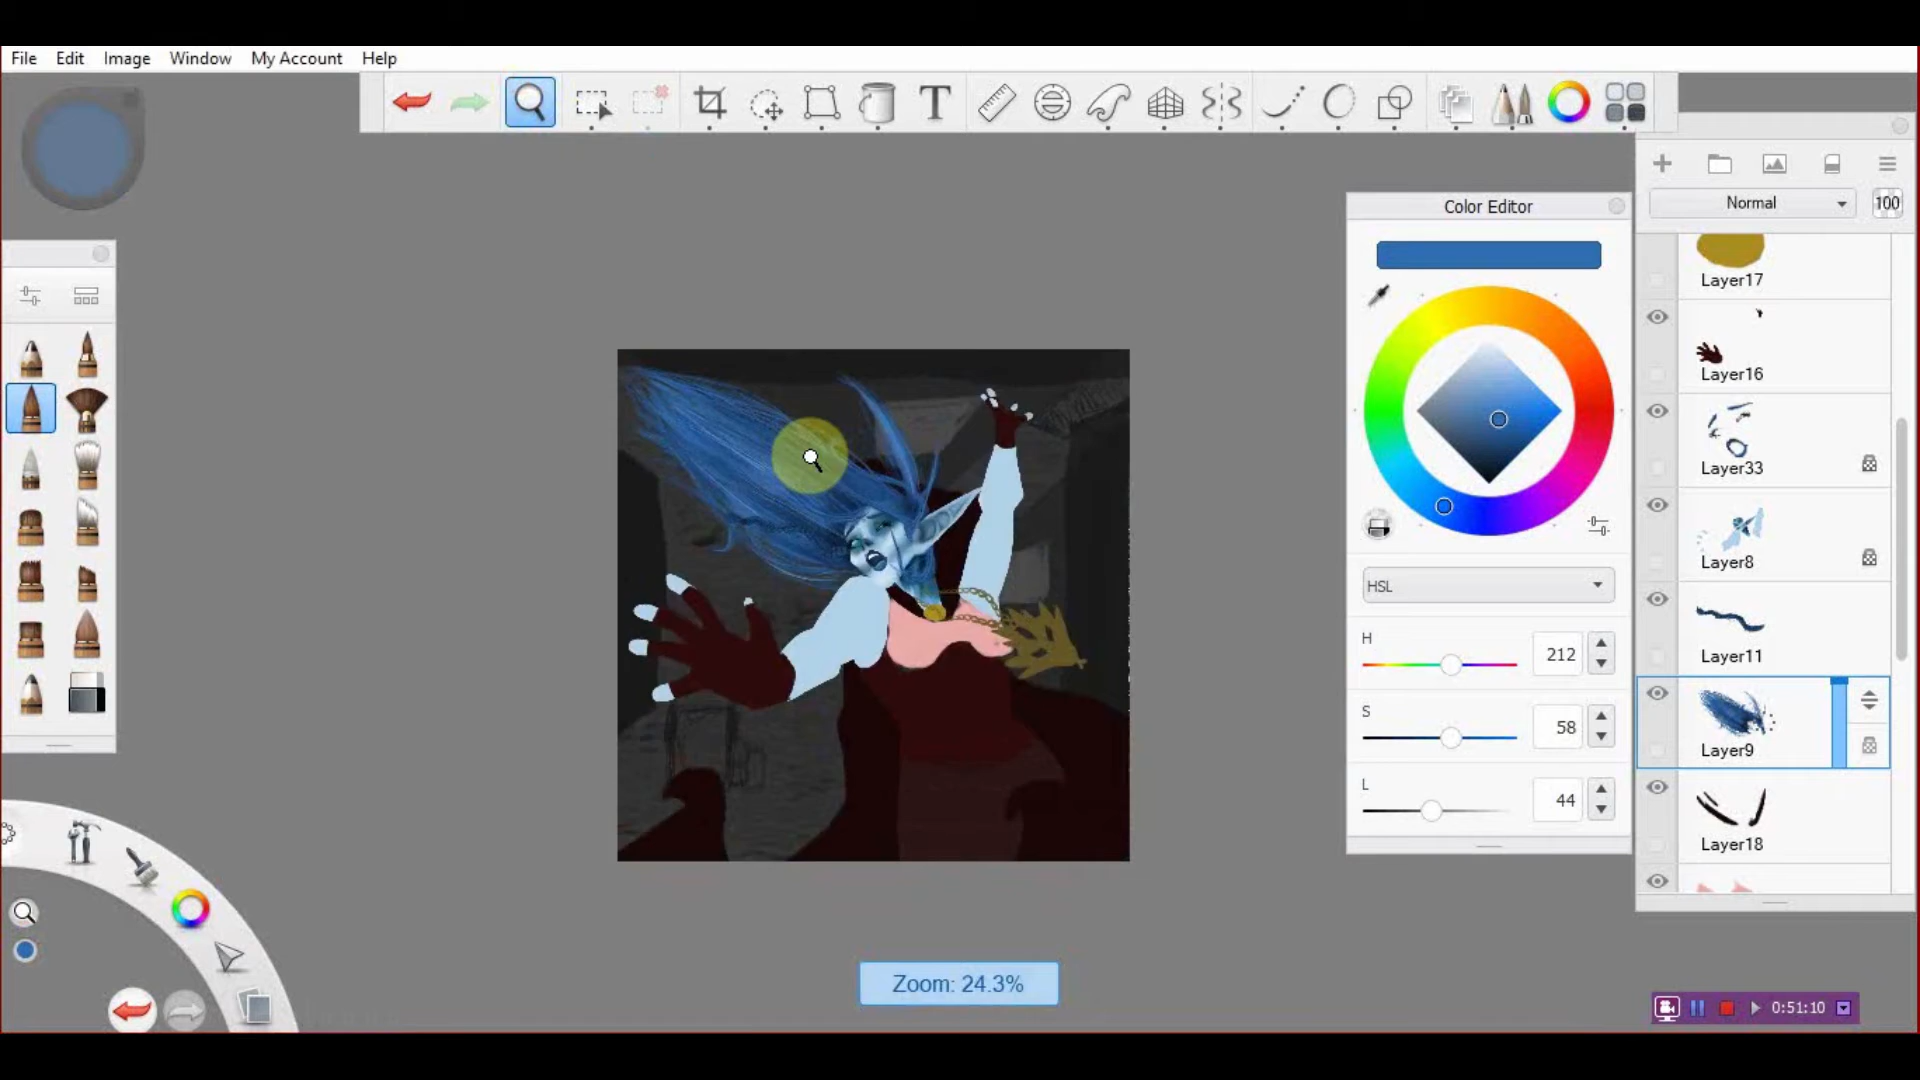 File Edit Image Window My Account Help
T
Normal 100
Color Editor
Layer17
Layer16
Layer33
Layer8
Layer11
Layer9
Layer18
HSL
H 212
S 58
L 44
Zoom: 24.3%
0:51:10